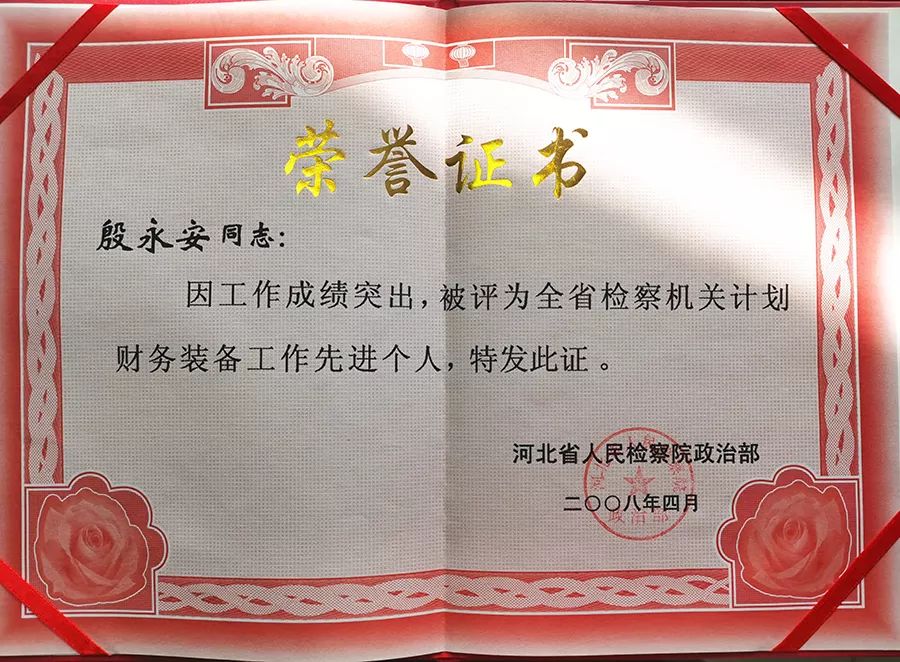 荣誉证书
殷永安同志：
因工作成绩突出，被评为全省检察机关计划
财务装备工作先进个人，特发此证。
河北省人民检察院政治部
二〇〇八年四月
政治部